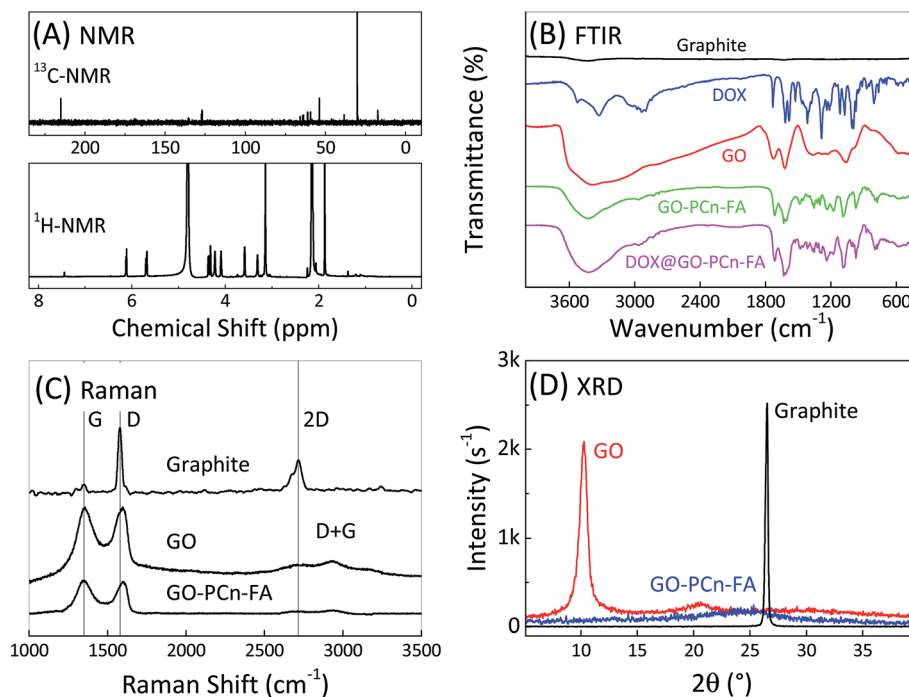 (A) NMR
¹³C-NMR
200 150 100 50 0
¹H-NMR
8 6 4 2 0
Chemical Shift (ppm)
(B) FTIR
Transmittance (%)
Graphite
DOX
GO
GO-PCn-FA
DOX@GO-PCn-FA
3600 3000 2400 1800 1200 600
Wavenumber (cm⁻¹)
(C) Raman
G D 2D
Graphite
D+G
GO
GO-PCn-FA
1000 1500 2000 2500 3000 3500
Raman Shift (cm⁻¹)
(D) XRD
3k
2k
1k
0
Intensity (s⁻¹)
Graphite
GO
GO-PCn-FA
10 15 20 25 30 35
2θ (°)